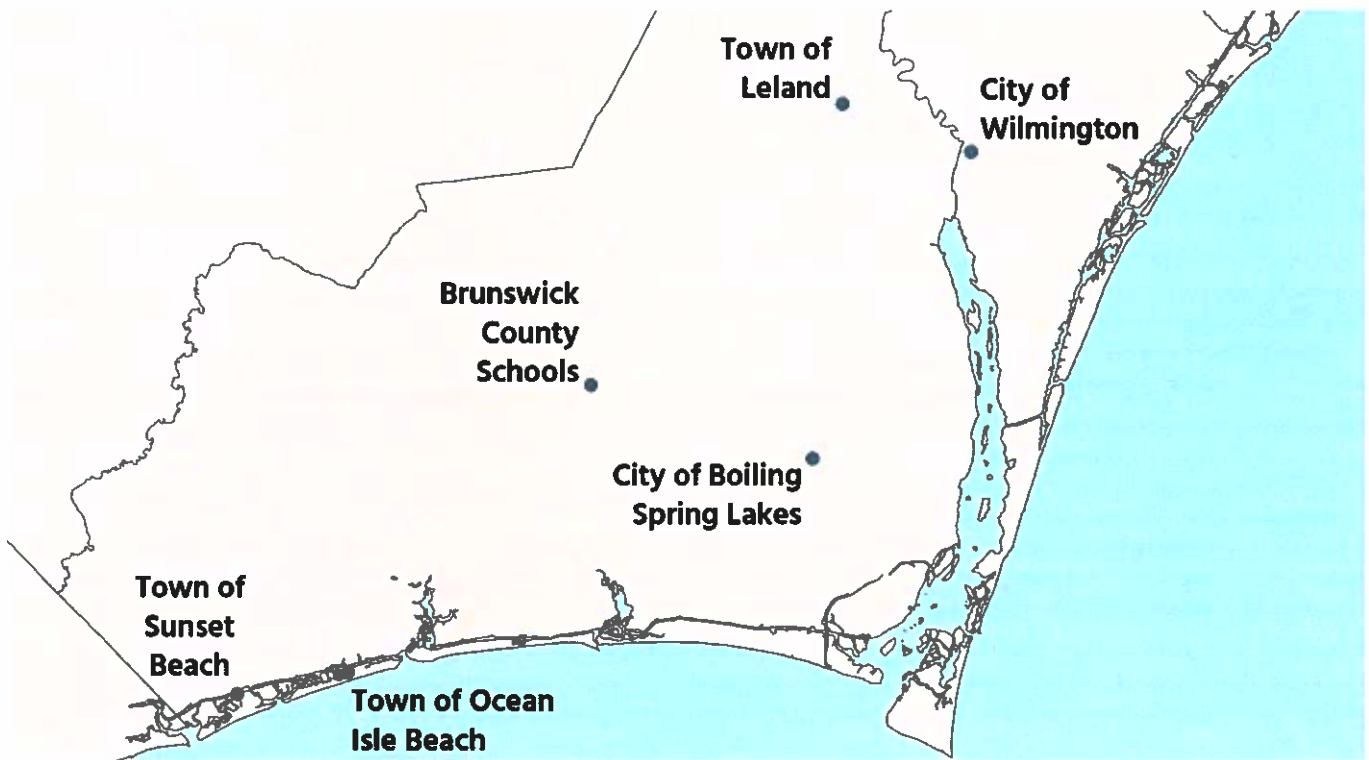 Town of
Leland
City of
Wilmington
Brunswick
County
Schools
City of Boiling
Spring Lakes
Town of
Sunset
Beach
Town of Ocean
Isle Beach